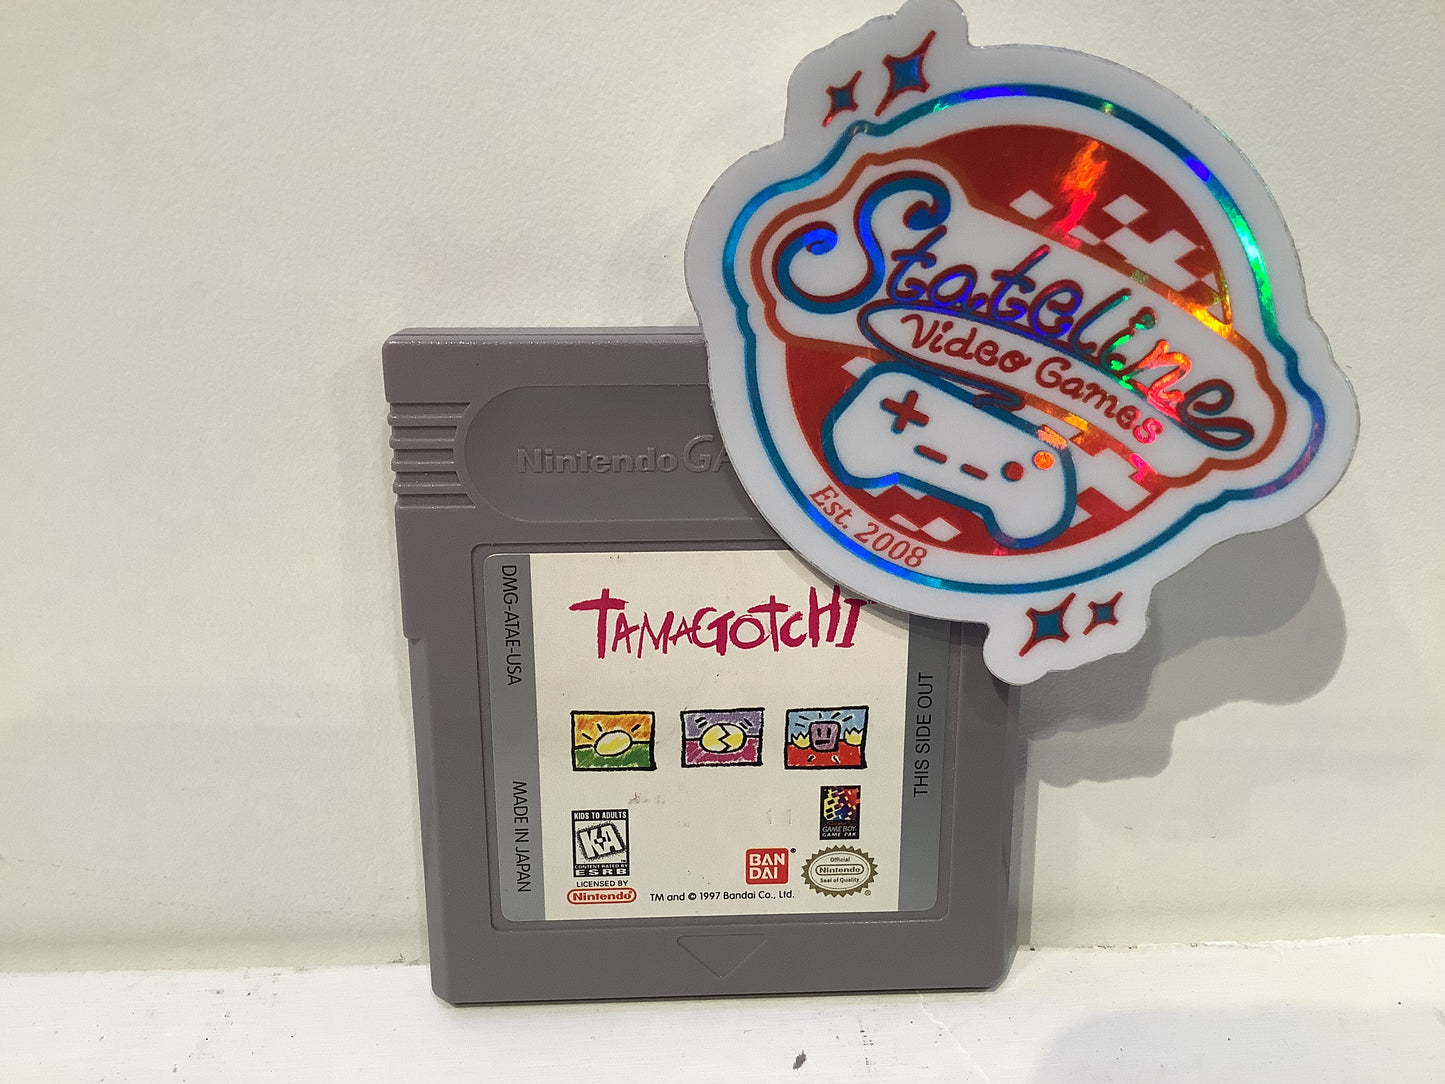 Stateline
Video Games
Est. 2008
Nintendo GA
DMG-ATAE-USA
MADE IN JAPAN
TAMAGOTCHI
THIS SIDE OUT
KIDS TO ADULTS
K-A
CONTENT RATED BY
ESRB
LICENSED BY
Nintendo
BAN
DAI
TM and © 1997 Bandai Co., Ltd.
GAME BOY
GAME PAK
Official
Nintendo
Seal of Quality